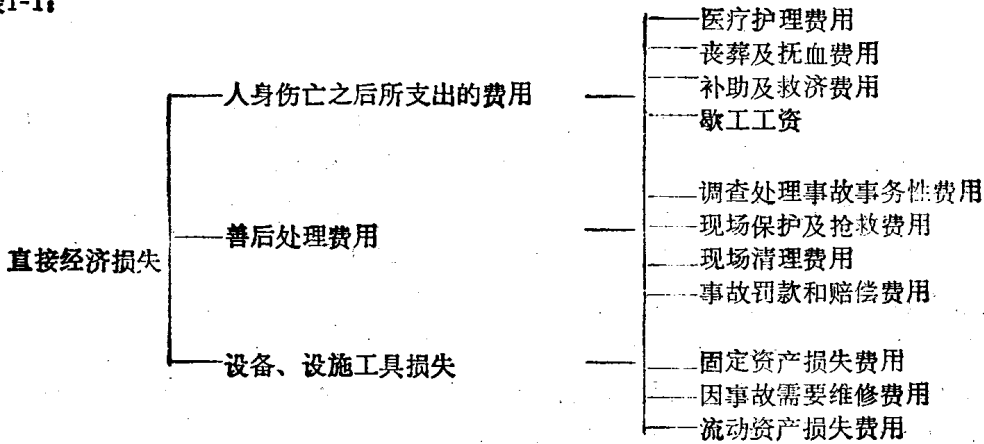 表1-1：
医疗护理费用
丧葬及抚血费用
补助及救济费用
人身伤亡之后所支出的费用
歇工工资
调查处理事故事务性费用
现场保护及抢救费用
善后处理费用
现场清理费用
直接经济损失
事故罚款和赔偿费用
固定资产损失费用
设备、设施工具损失
因事故需要维修费用
流动资产损失费用